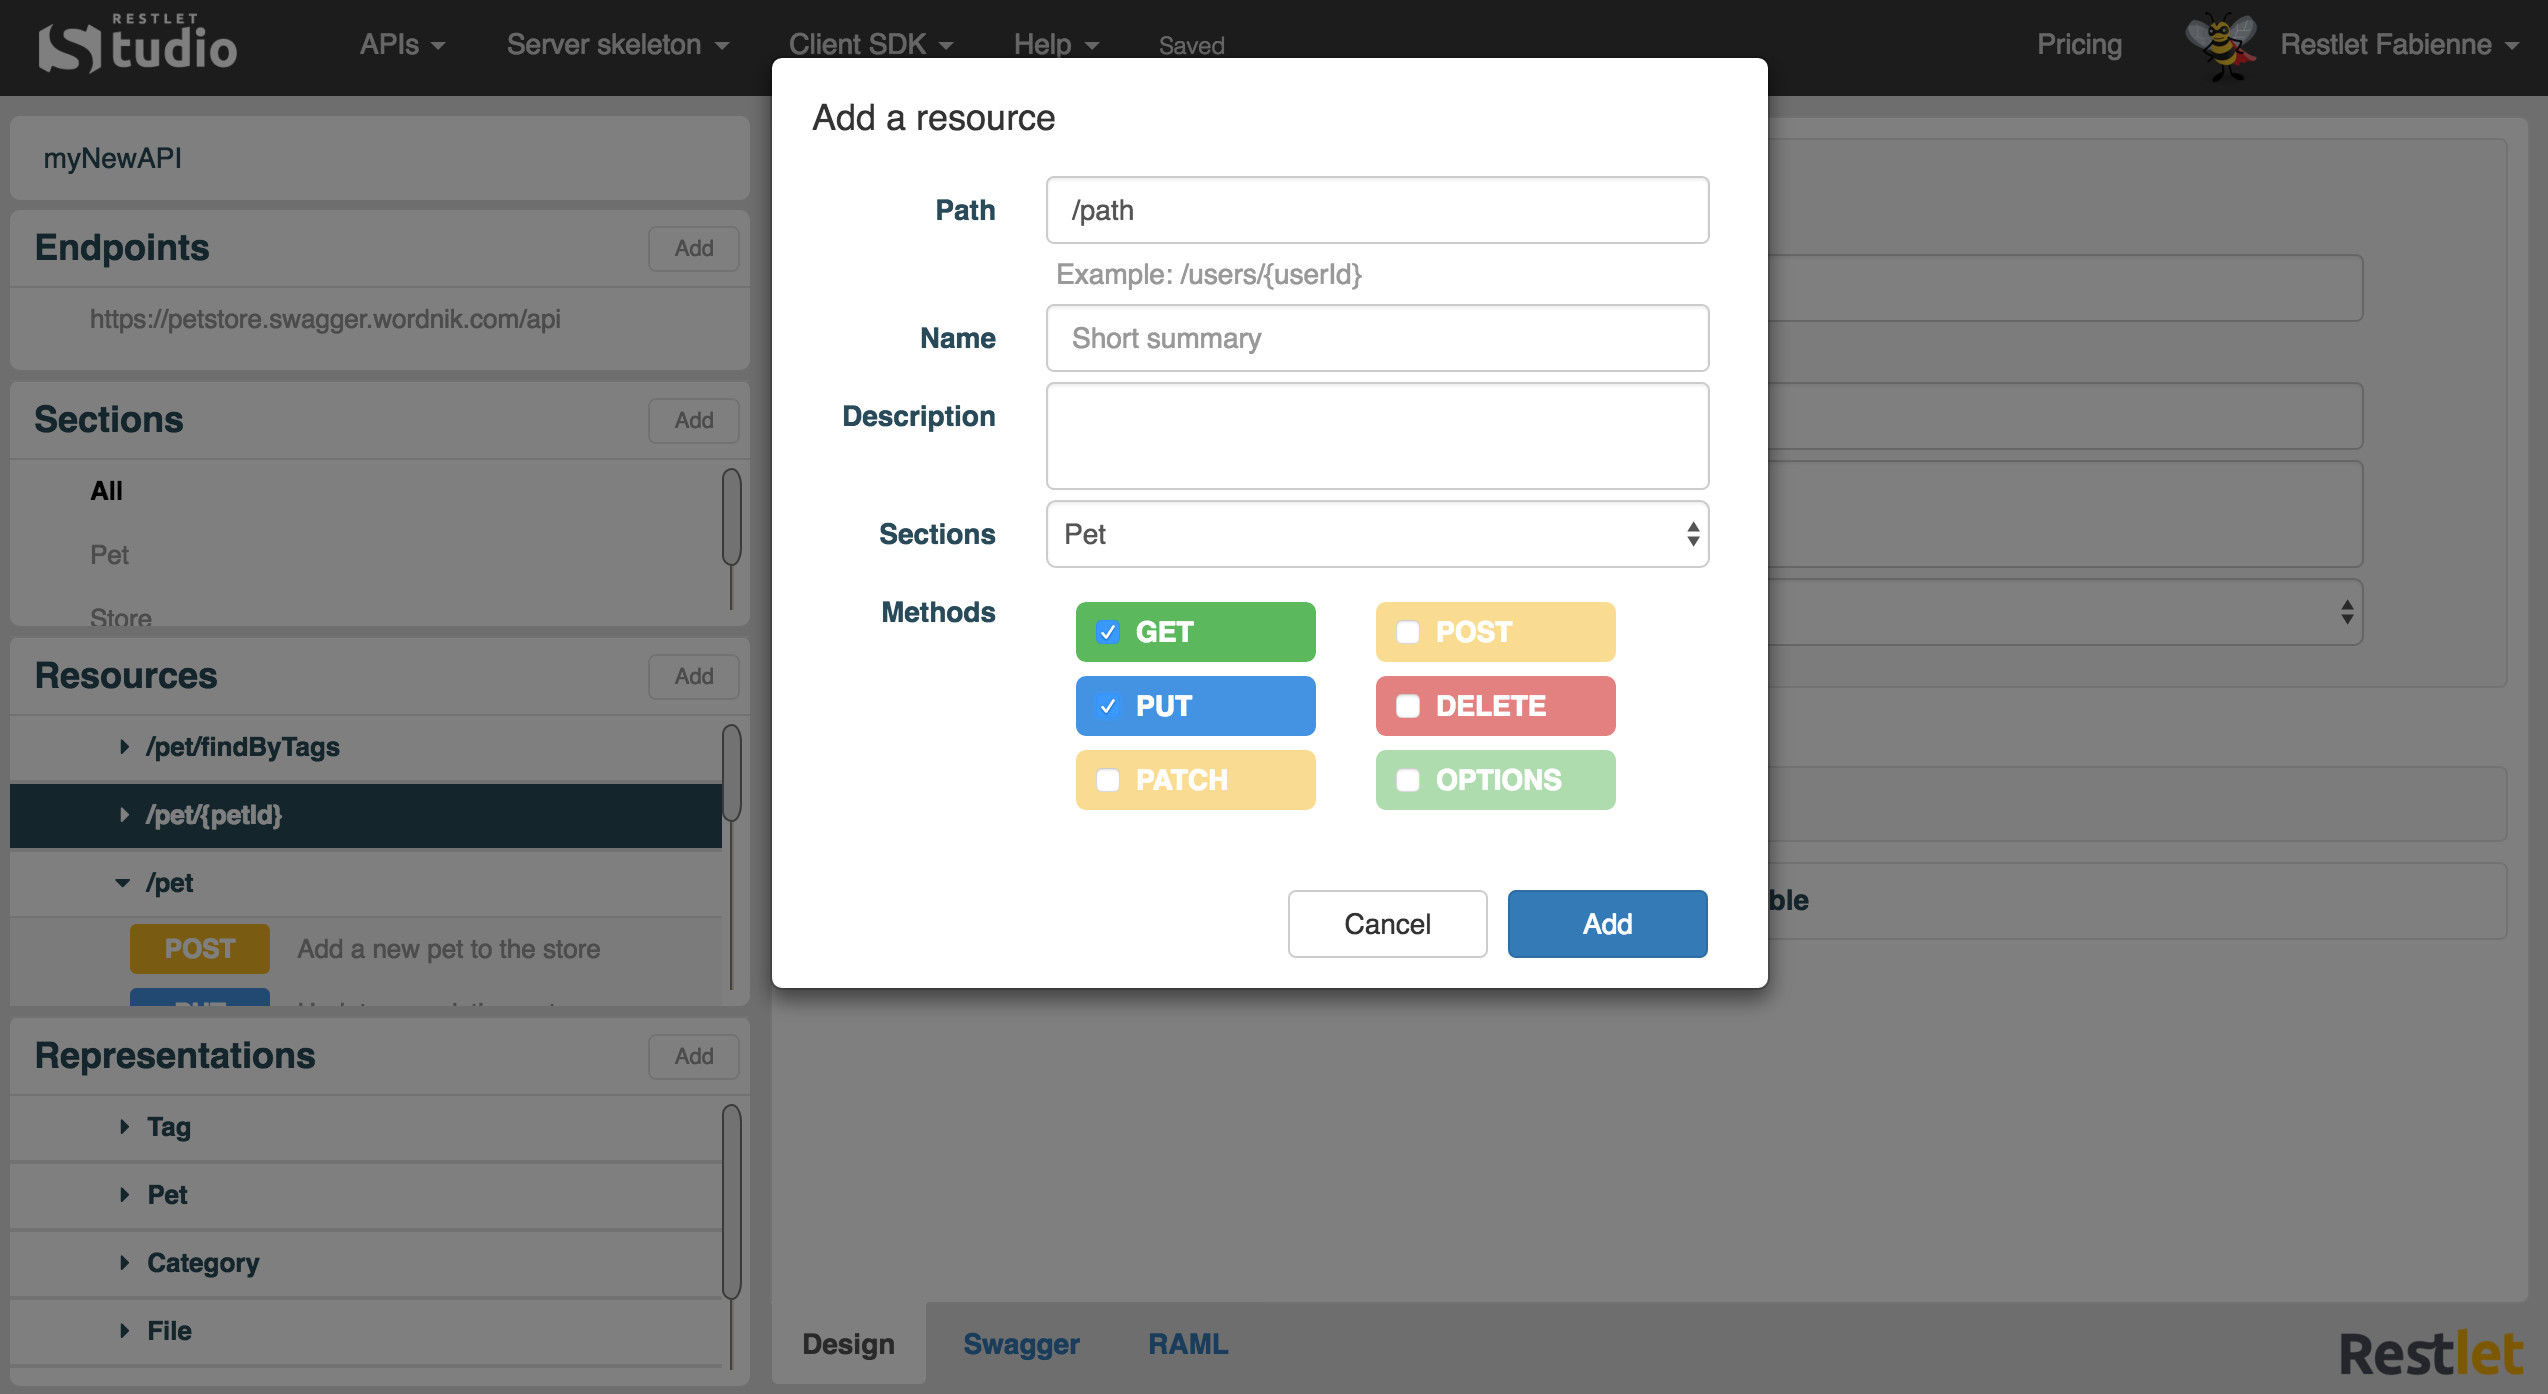 RESTLET
Studio
APIs
Server skeleton
Client SDK
Help
Saved
Pricing
Restlet Fabienne
myNewAPI
Endpoints
Add
https://petstore.swagger.wordnik.com/api
Sections
Add
All
Pet
Store
Resources
Add
/pet/findByTags
/pet/{petId}
/pet
POST Add a new pet to the store
PUT
Representations
Add
Tag
Pet
Category
File
Add a resource
Path
/path
Example: /users/{userId}
Name
Short summary
Description
Sections
Pet
Methods
GET
POST
PUT
DELETE
PATCH
OPTIONS
Cancel
Add
ble
Design
Swagger
RAML
Restlet